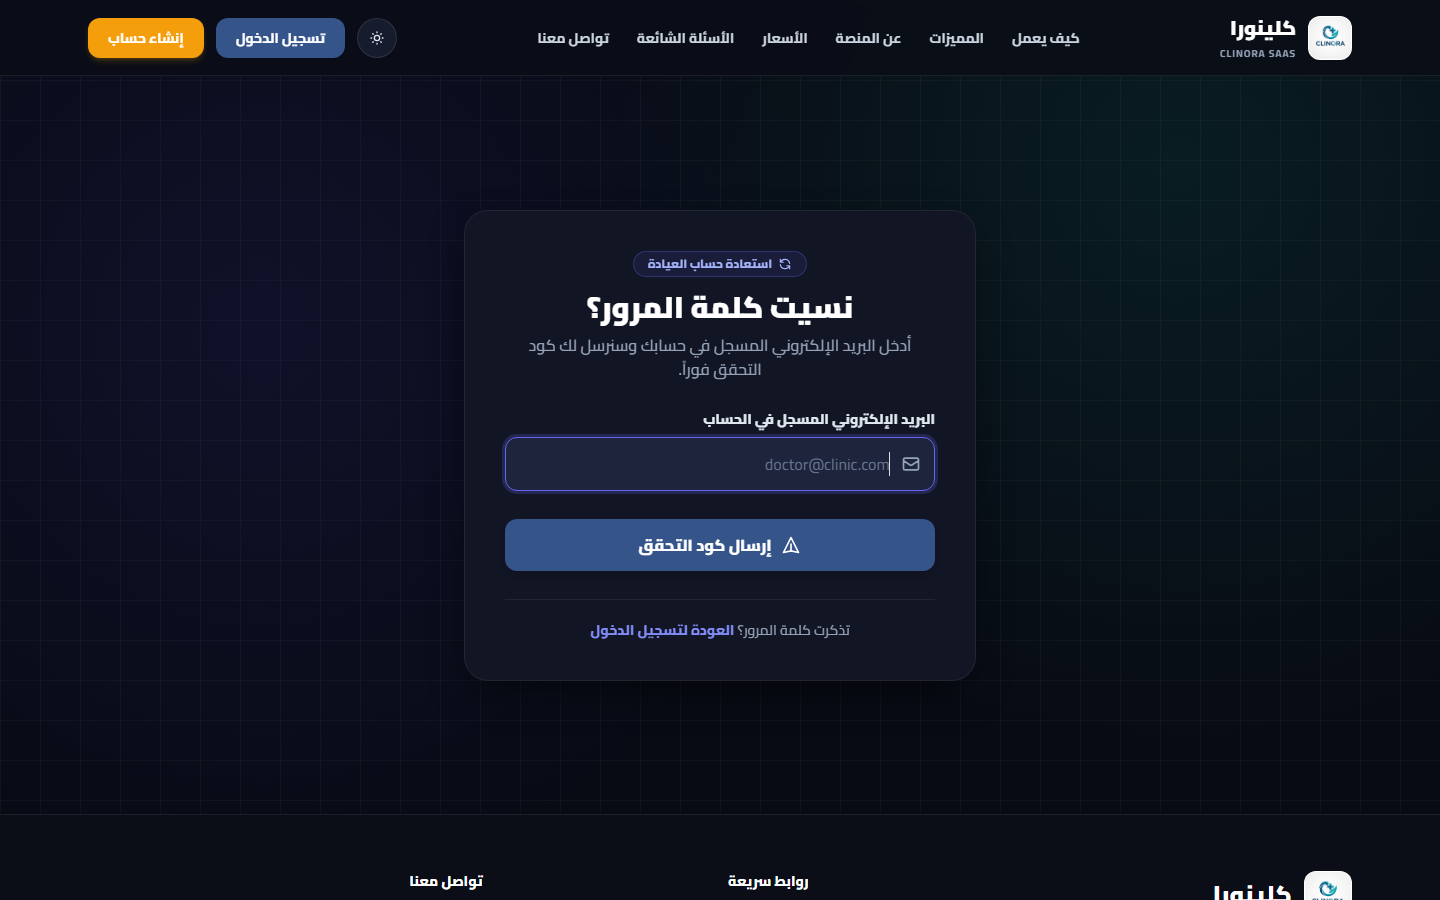 كلينورا
CLINORA SAAS
CLINORA
كيف يعمل
المميزات
عن المنصة
الأسعار
الأسئلة الشائعة
تواصل معنا
تسجيل الدخول
إنشاء حساب
استعادة حساب العيادة
نسيت كلمة المرور؟
أدخل البريد الإلكتروني المسجل في حسابك وسنرسل لك كود
التحقق فوراً.
البريد الإلكتروني المسجل في الحساب
doctor@clinic.com
إرسال كود التحقق
تذكرت كلمة المرور؟ العودة لتسجيل الدخول
كلينورا
روابط سريعة
تواصل معنا